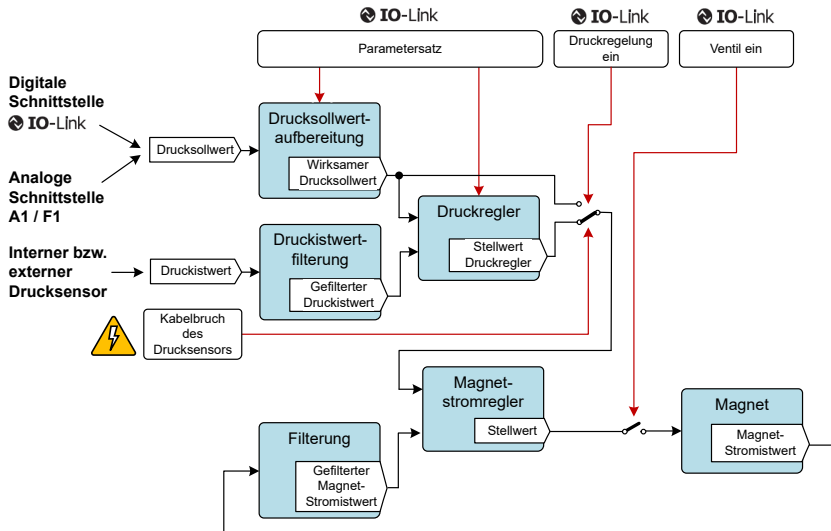 IO-Link
IO-Link
IO-Link
Parametersatz
Druckregelung
ein
Ventil ein
Digitale
Schnittstelle
IO-Link
Analoge
Schnittstelle
A1 / F1
Drucksollwert
Drucksollwert-
aufbereitung
Wirksamer
Drucksollwert
Druckregler
Stellwert
Druckregler
Interner bzw.
externer
Drucksensor
Druckistwert
Druckistwert-
filterung
Gefilterter
Druckistwert
Kabelbruch
des
Drucksensors
Magnet-
stromregler
Stellwert
Magnet
Magnet-
Stromistwert
Filterung
Gefilterter
Magnet-
Stromistwert